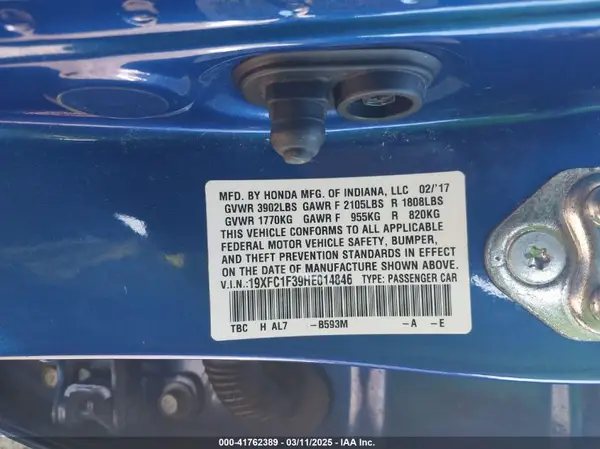 MFD. BY HONDA MFG. OF INDIANA, LLC 02/'17
GVWR 3902LBS GAWR F 2105LBS R 1808LBS
GVWR 1770KG GAWR F 955KG R 820KG
THIS VEHICLE CONFORMS TO ALL APPLICABLE
FEDERAL MOTOR VEHICLE SAFETY, BUMPER,
AND THEFT PREVENTION STANDARDS IN EFFECT
ON THE DATE OF MANUFACTURE SHOWN ABOVE.
V.I.N.:19XFC1F39HE014846 TYPE: PASSENGER CAR
TBC H AL7 -B593M -A -E
000-41762389 - 03/11/2025 - IAA Inc.